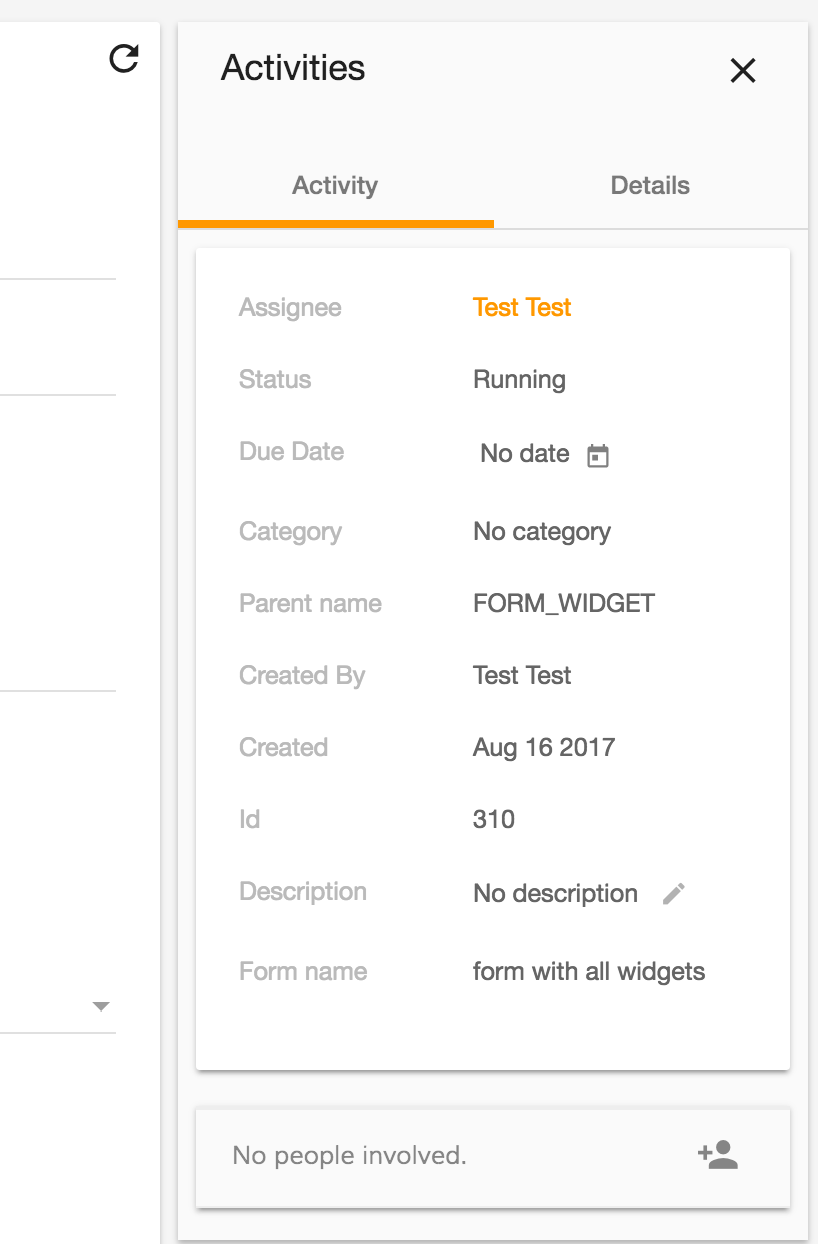 Activities
Activity Details
Assignee Test Test
Status Running
Due Date No date
Category No category
Parent name FORM_WIDGET
Created By Test Test
Created Aug 16 2017
Id 310
Description No description
Form name form with all widgets
No people involved.